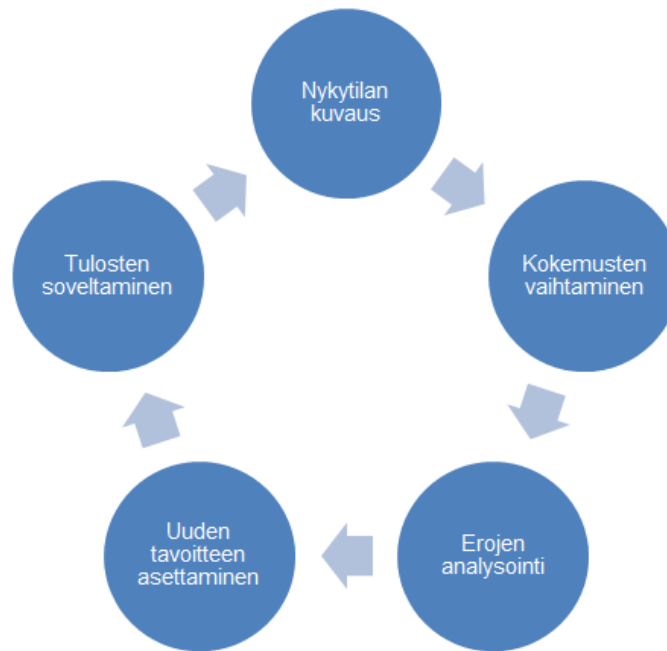 Nykytilan
kuvaus
Kokemusten
vaihtaminen
Erojen
analysointi
Uuden
tavoitteen
asettaminen
Tulosten
soveltaminen